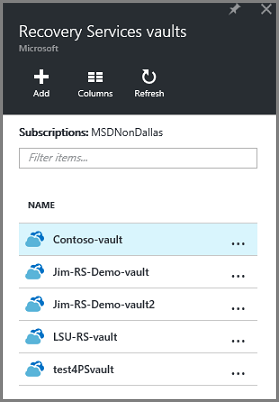 Recovery Services vaults
Microsoft
Add Columns Refresh
Subscriptions: MSDNonDallas
Filter items...
NAME
Contoso-vault ...
Jim-RS-Demo-vault ...
Jim-RS-Demo-vault2 ...
LSU-RS-vault ...
test4PSvault ...